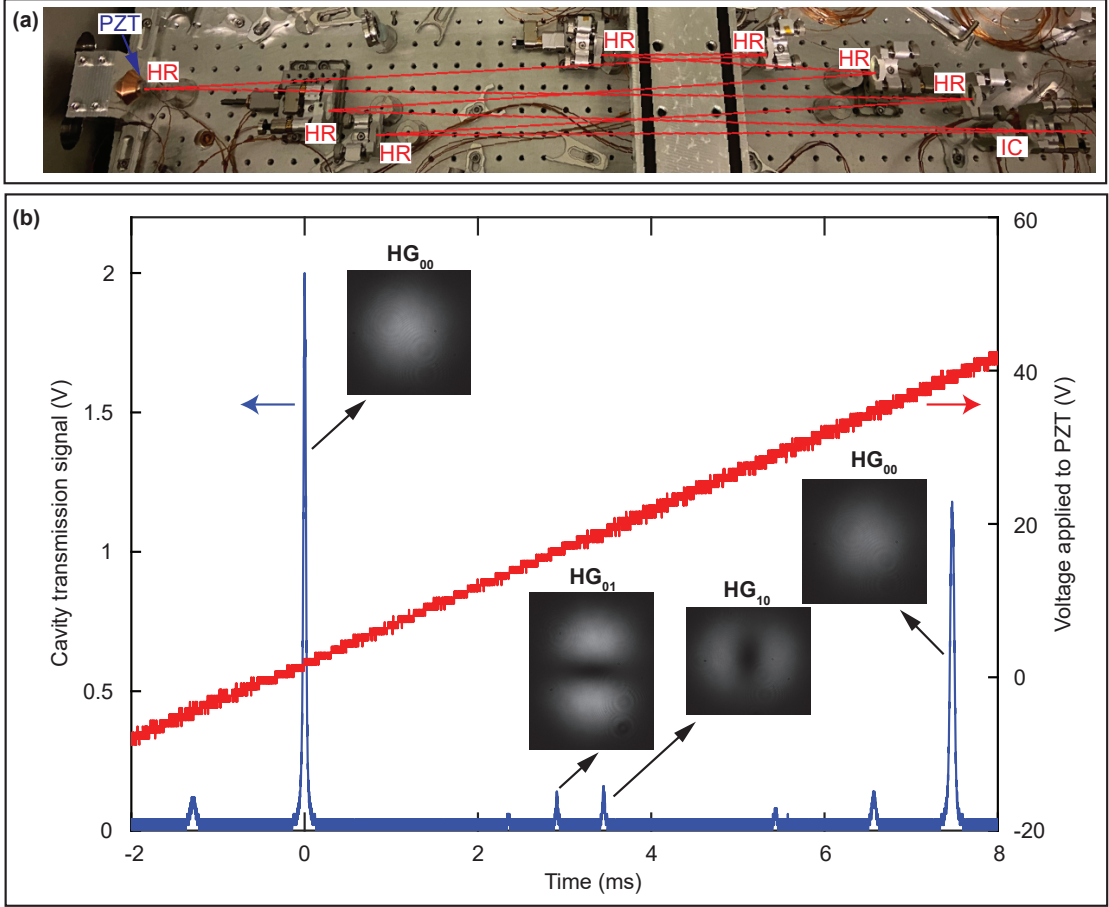 (a)
PZT
HR
HR
HR
HR
HR
HR
HR
IC
(b)
Cavity transmission signal (V)
Voltage applied to PZT (V)
2
1.5
1
0.5
0
60
40
20
0
-20
HG00
HG01
HG10
HG00
-2
0
2
4
6
8
Time (ms)